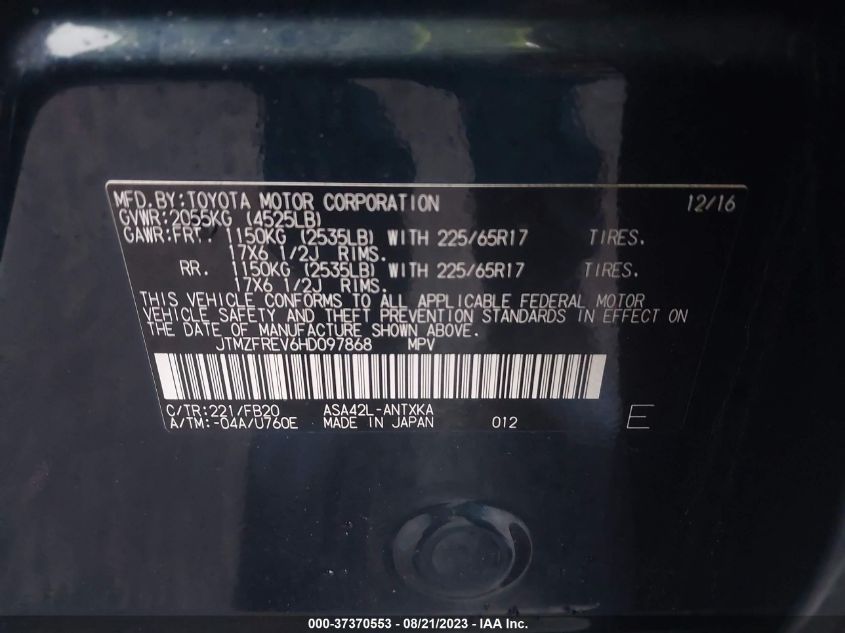 MFD.BY:TOYOTA MOTOR CORPORATION 12/16
GVWR:2055KG (4525LB)
GAWR:FRT. 1150KG (2535LB) WITH 225/65R17 TIRES.
17X6 1/2J RIMS.
RR. 1150KG (2535LB) WITH 225/65R17 TIRES.
17X6 1/2J RIMS.
THIS VEHICLE CONFORMS TO ALL APPLICABLE FEDERAL MOTOR
VEHICLE SAFETY AND THEFT PREVENTION STANDARDS IN EFFECT ON
THE DATE OF MANUFACTURE SHOWN ABOVE.
JTMZFREV6HD097868 MPV
C/TR:221/FB20 ASA42L-ANTXKA
A/TM:-04A/U760E MADE IN JAPAN 012 E
000-37370553 - 08/21/2023 - IAA Inc.